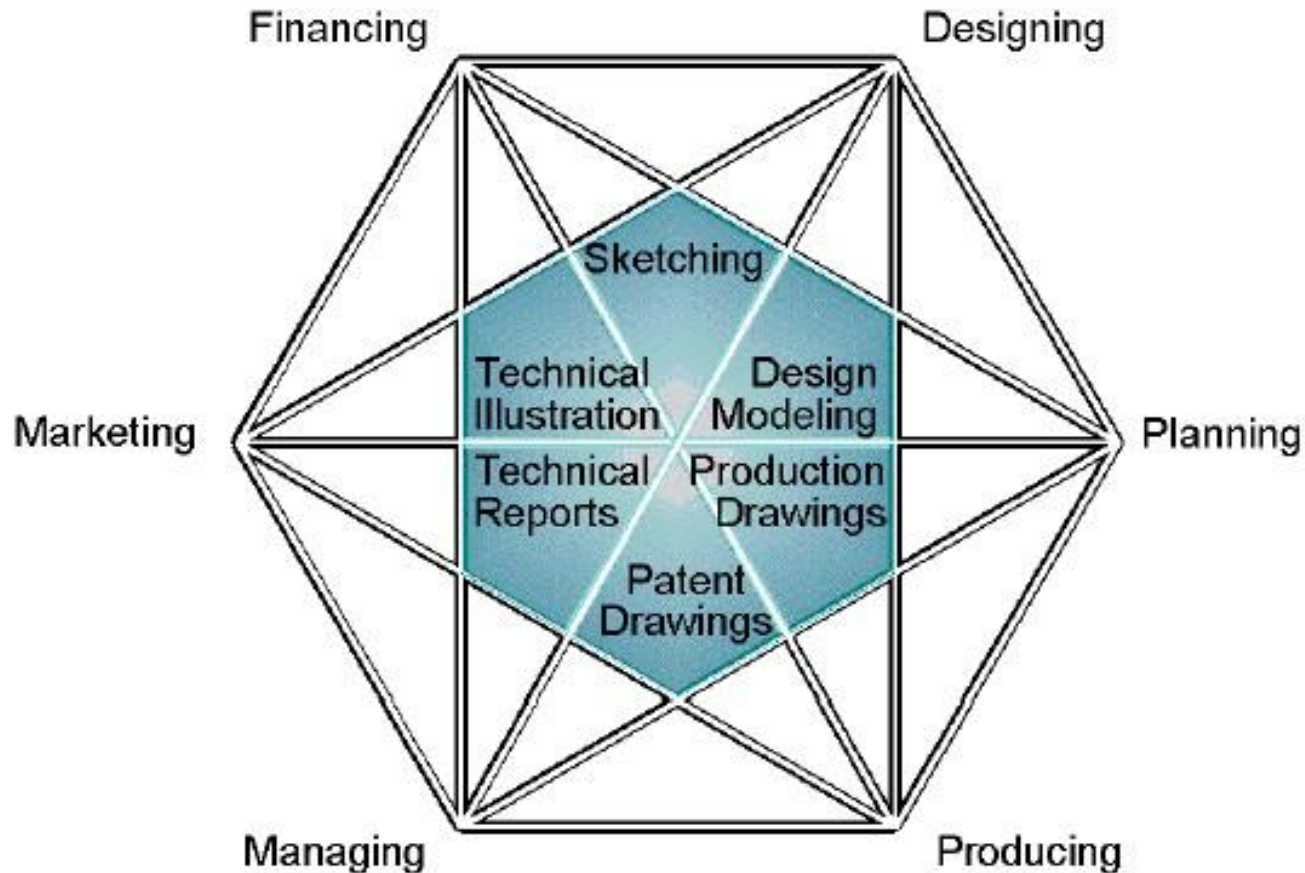 Financing
Designing
Sketching
Technical
Illustration
Design
Modeling
Marketing
Planning
Technical
Reports
Production
Drawings
Patent
Drawings
Managing
Producing